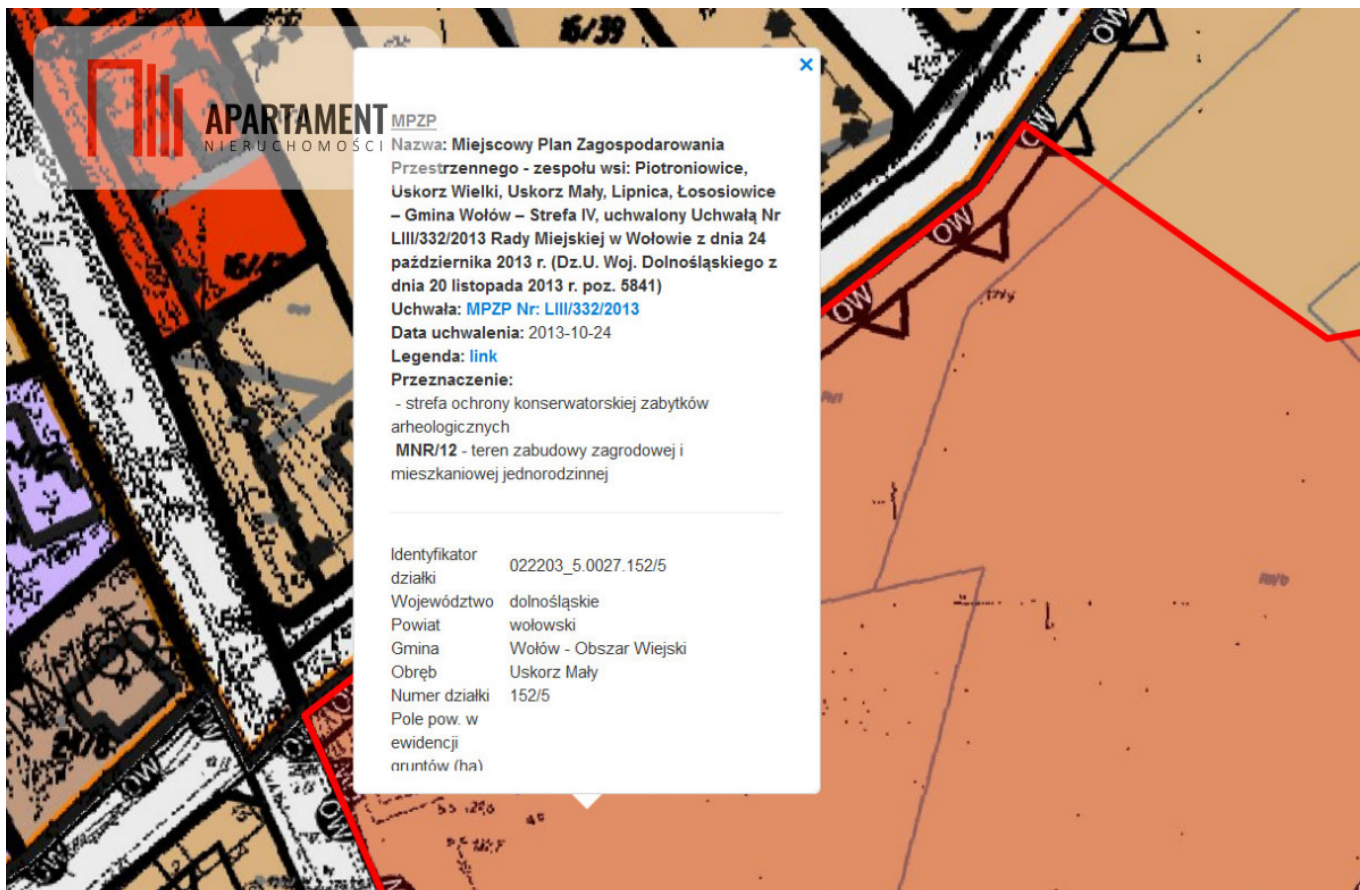 16/39
APARTAMENT
NIERUCHOMOŚCI
×
MPZP
Nazwa: Miejscowy Plan Zagospodarowania
Przestrzennego - zespołu wsi: Piotroniowice,
Uskorz Wielki, Uskorz Mały, Lipnica, Łososiowice
– Gmina Wołów – Strefa IV, uchwalony Uchwałą Nr
LIII/332/2013 Rady Miejskiej w Wołowie z dnia 24
października 2013 r. (Dz.U. Woj. Dolnośląskiego z
dnia 20 listopada 2013 r. poz. 5841)
Uchwała: MPZP Nr: LIII/332/2013
Data uchwalenia: 2013-10-24
Legenda: link
Przeznaczenie:
- strefa ochrony konserwatorskiej zabytków
arheologicznych
MNR/12 - teren zabudowy zagrodowej i
mieszkaniowej jednorodzinnej
Identyfikator
działki 022203_5.0027.152/5
Województwo dolnośląskie
Powiat wołowski
Gmina Wołów - Obszar Wiejski
Obręb Uskorz Mały
Numer działki 152/5
Pole pow. w
ewidencji
gruntów (ha)
OW
OW
OW
OW
24/8
OW
OW
OW